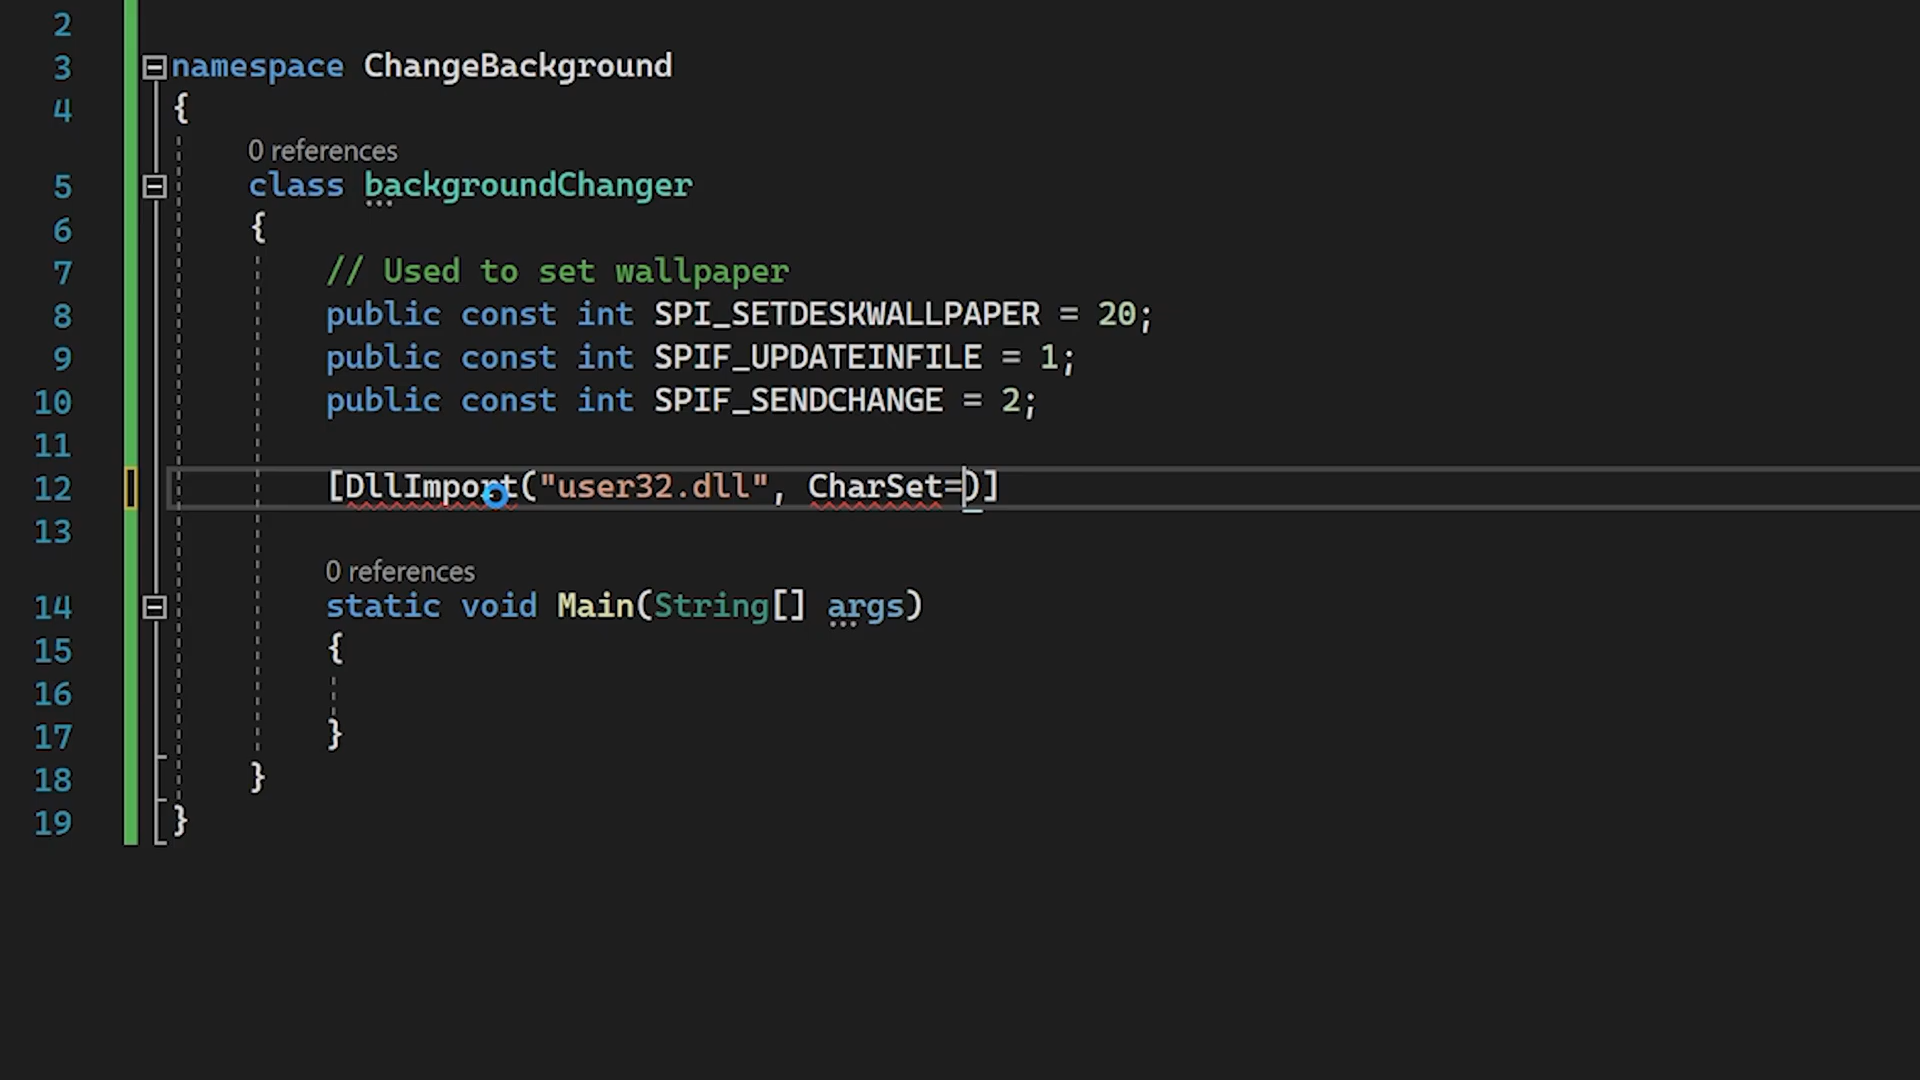 2
3 namespace ChangeBackground
4 {
0 references
5 class backgroundChanger
6 {
7 // Used to set wallpaper
8 public const int SPI_SETDESKWALLPAPER = 20;
9 public const int SPIF_UPDATEINFILE = 1;
10 public const int SPIF_SENDCHANGE = 2;
11
12 [DllImport("user32.dll", CharSet=)]
13
0 references
14 static void Main(String[] args)
15 {
16
17 }
18 }
19 }